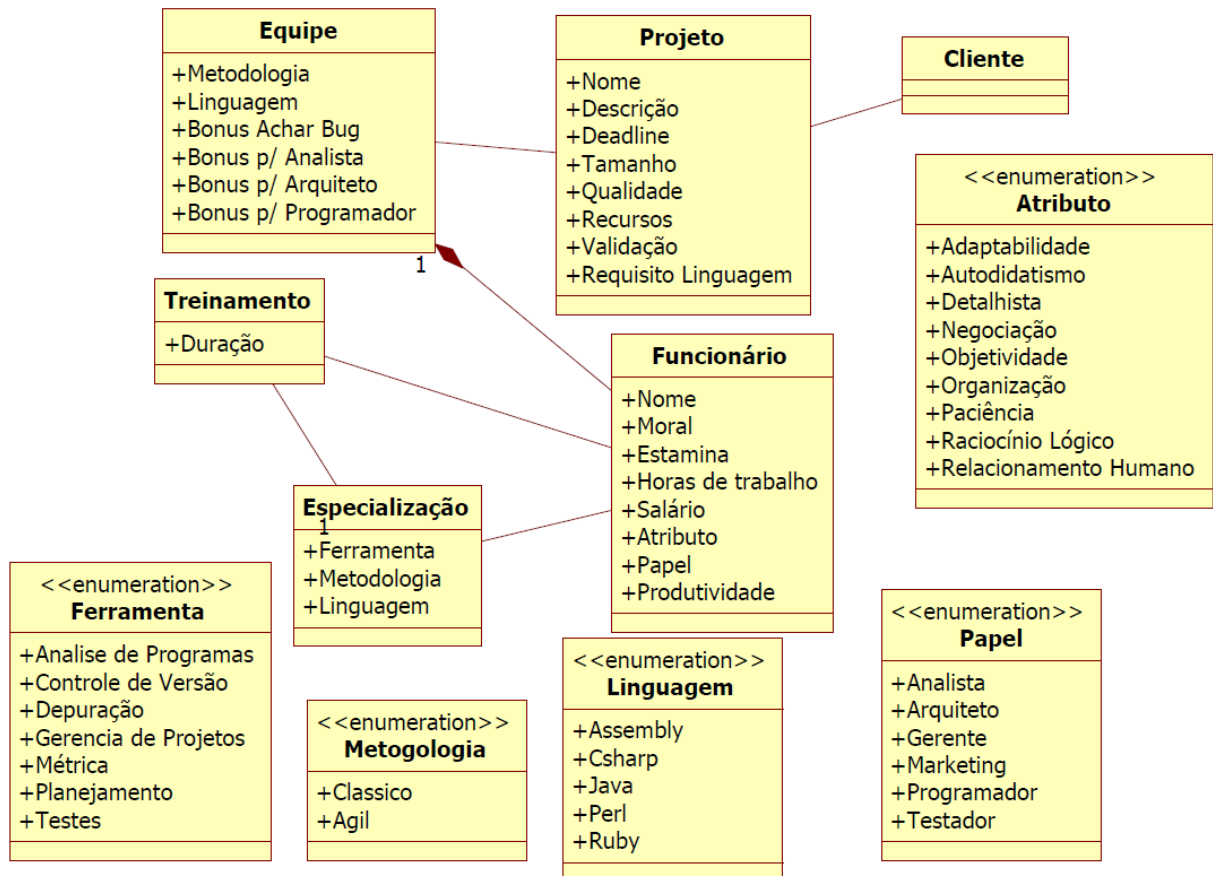 Equipe
+Metodologia
+Linguagem
+Bonus Achar Bug
+Bonus p/ Analista
+Bonus p/ Arquiteto
+Bonus p/ Programador
1
Projeto
+Nome
+Descrição
+Deadline
+Tamanho
+Qualidade
+Recursos
+Validação
+Requisito Linguagem
Cliente
<<enumeration>>
Atributo
+Adaptabilidade
+Autodidatismo
+Detalhista
+Negociação
+Objetividade
+Organização
+Paciência
+Raciocínio Lógico
+Relacionamento Humano
Treinamento
+Duração
Funcionário
+Nome
+Moral
+Estamina
+Horas de trabalho
+Salário
+Atributo
+Papel
+Produtividade
Especialização
1
+Ferramenta
+Metodologia
+Linguagem
<<enumeration>>
Ferramenta
+Analise de Programas
+Controle de Versão
+Depuração
+Gerencia de Projetos
+Métrica
+Planejamento
+Testes
<<enumeration>>
Metogologia
+Classico
+Agil
<<enumeration>>
Linguagem
+Assembly
+Csharp
+Java
+Perl
+Ruby
<<enumeration>>
Papel
+Analista
+Arquiteto
+Gerente
+Marketing
+Programador
+Testador